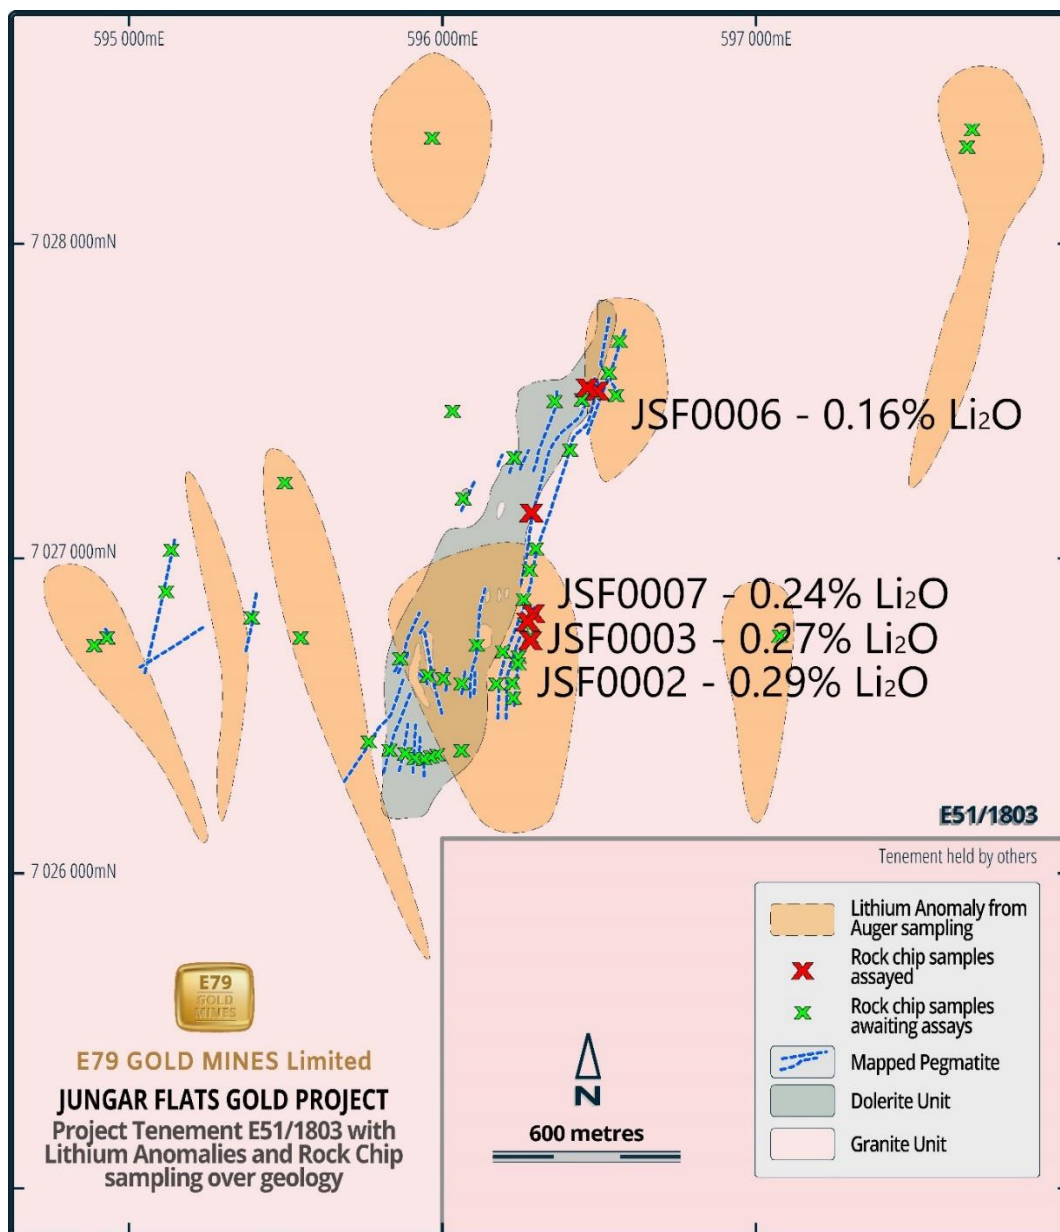 595 000mE
596 000mE
597 000mE
7 028 000mN
JSF0006 - 0.16% Li₂O
7 027 000mN
JSF0007 - 0.24% Li₂O
JSF0003 - 0.27% Li₂O
JSF0002 - 0.29% Li₂O
E51/1803
7 026 000mN
Tenement held by others
Lithium Anomaly from
Auger sampling
Rock chip samples
assayed
Rock chip samples
awaiting assays
Mapped Pegmatite
Dolerite Unit
Granite Unit
N
600 metres
E79
GOLD
MINES
E79 GOLD MINES Limited
JUNGAR FLATS GOLD PROJECT
Project Tenement E51/1803 with
Lithium Anomalies and Rock Chip
sampling over geology